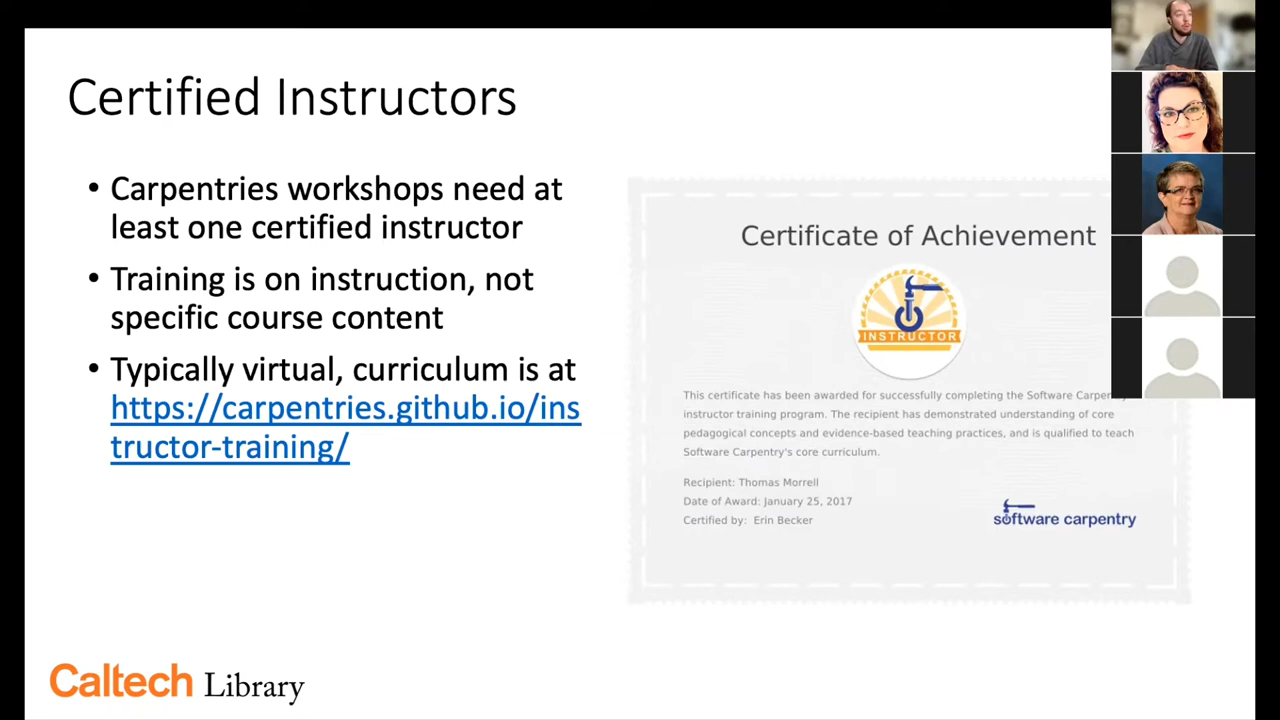 Certified Instructors
• Carpentries workshops need at
least one certified instructor
• Training is on instruction, not
specific course content
• Typically virtual, curriculum is at
https://carpentries.github.io/ins
tructor-training/
Certificate of Achievement
INSTRUCTOR
This certificate has been awarded for successfully completing the Software Carpentry
instructor training program. The recipient has demonstrated understanding of core
pedagogical concepts and evidence-based teaching practices, and is qualified to teach
Software Carpentry's core curriculum.
Recipient: Thomas Morrell
Date of Award: January 25, 2017
Certified by: Erin Becker
software carpentry
Caltech Library